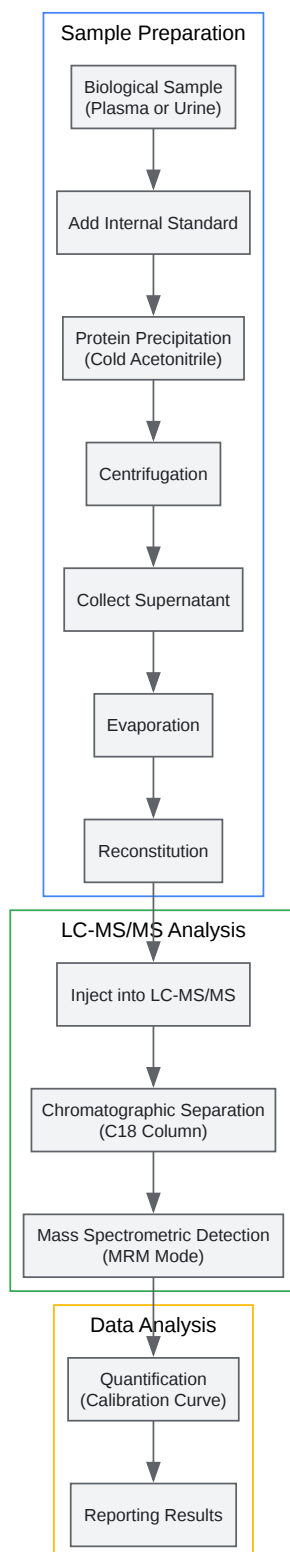 Sample Preparation
Biological Sample
(Plasma or Urine)
Add Internal Standard
Protein Precipitation
(Cold Acetonitrile)
Centrifugation
Collect Supernatant
Evaporation
Reconstitution
LC-MS/MS Analysis
Inject into LC-MS/MS
Chromatographic Separation
(C18 Column)
Mass Spectrometric Detection
(MRM Mode)
Data Analysis
Quantification
(Calibration Curve)
Reporting Results